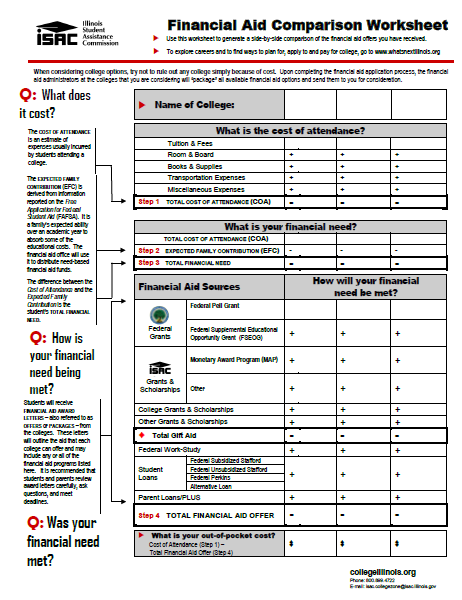 ISAC
Illinois
Student
Assistance
Commission
Financial Aid Comparison Worksheet
Use this worksheet to generate a side-by-side comparison of the financial aid offers you have received.
To explore careers and to find ways to plan for, apply to and pay for college, go to www.whatsnextillinois.org
When considering college options, try not to rule out any college simply because of cost. Upon completing the financial aid application process, the financial
aid administrators at the colleges that you are considering will "package" all available financial aid options and send them to you for consideration.
Q: What does
it cost?
THE COST OF ATTENDANCE
is an estimate of
expenses usually incurred
by students attending a
college.
THE EXPECTED FAMILY
CONTRIBUTION (EFC) is
derived from information
reported on the Free
Application for Federal
Student Aid (FAFSA). It is
a family's expected ability
over an academic year to
absorb some of the
educational costs. The
financial aid office will use
it to distribute need-based
financial aid funds.
The difference between the
Cost of Attendance and the
Expected Family
Contribution is the
student's TOTAL FINANCIAL
NEED.
Q: How is
your financial
need being
met?
Students will receive
FINANCIAL AID AWARD
LETTERS – also referred to as
OFFERS OR PACKAGES – from
the colleges. These letters
will outline the aid that each
college can offer and may
include any or all of the
financial aid programs listed
here. It is recommended that
students and parents review
award letters carefully, ask
questions, and meet
deadlines.
Q: Was your
financial need
met?
Name of College:
What is the cost of attendance?
Tuition & Fees
Room & Board + + +
Books & Supplies + + +
Transportation Expenses + + +
Miscellaneous Expenses + + +
Step 1 TOTAL COST OF ATTENDANCE (COA) = = =
What is your financial need?
TOTAL COST OF ATTENDANCE (COA)
Step 2 EXPECTED FAMILY CONTRIBUTION (EFC) - - -
Step 3 TOTAL FINANCIAL NEED = = =
Financial Aid Sources
How will your financial
need be met?
Federal
Grants
Federal Pell Grant
Federal Supplemental Educational
Opportunity Grant (FSEOG) + + +
ISAC
Grants &
Scholarships
Monetary Award Program (MAP) + + +
Other + + +
College Grants & Scholarships + + +
Other Grants & Scholarships + + +
Total Gift Aid = = =
Federal Work-Study + + +
Student
Loans
Federal Subsidized Stafford
Federal Unsubsidized Stafford
Federal Perkins
Alternative Loan
+ + +
Parent Loans/PLUS + + +
Step 4 TOTAL FINANCIAL AID OFFER = = =
What is your out-of-pocket cost?
Cost of Attendance (Step 1) –
Total Financial Aid Offer (Step 4)
$ $ $
collegeillinois.org
Phone: 800.899.4722
E-mail: isac.collegezone@isac.illinois.gov